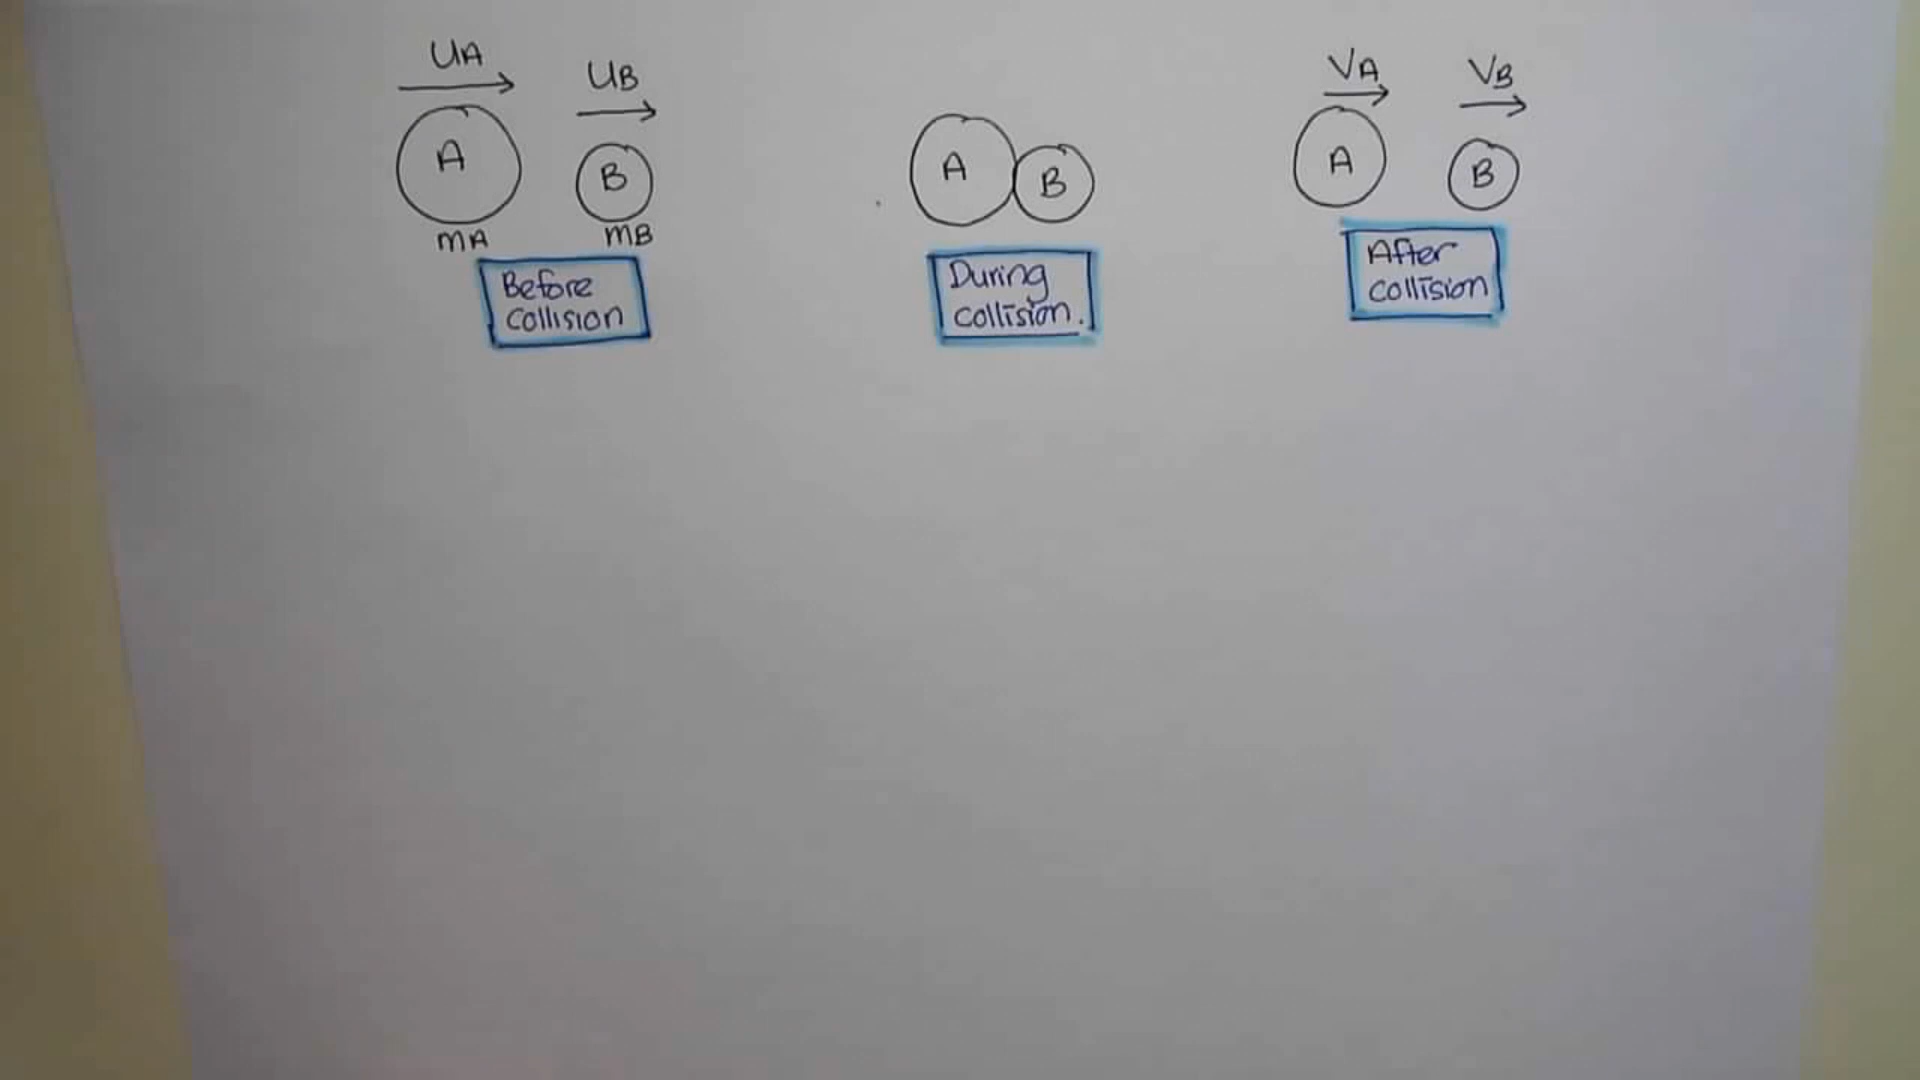 UA
UB
A
B
mA
mB
Before
collision
A
B
During
collision.
VA
VB
A
B
After
collision